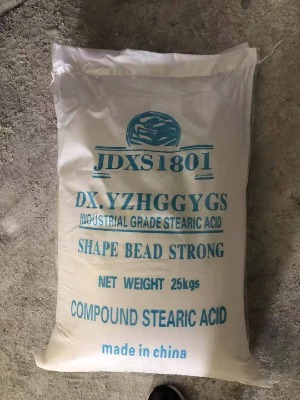 JDXS1801
DX.YZHGGYGS
INDUSTRIAL GRADE STEARIC ACID
SHAPE BEAD STRONG
NET WEIGHT 25kgs
COMPOUND STEARIC ACID
made in china